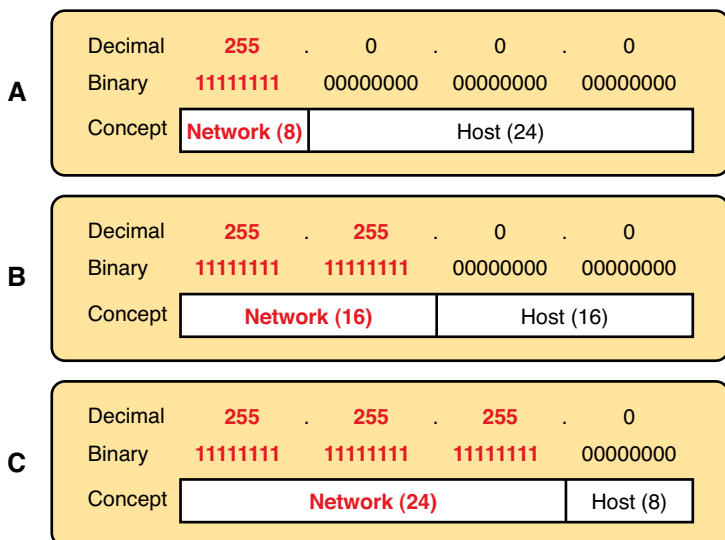 A
Decimal 255 . 0 . 0 . 0
Binary 11111111 00000000 00000000 00000000
Concept Network (8) Host (24)
B
Decimal 255 . 255 . 0 . 0
Binary 11111111 11111111 00000000 00000000
Concept Network (16) Host (16)
C
Decimal 255 . 255 . 255 . 0
Binary 11111111 11111111 11111111 00000000
Concept Network (24) Host (8)